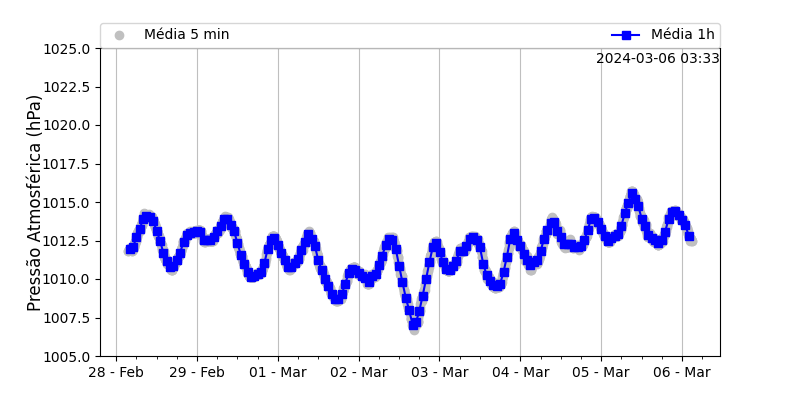 Média 5 min
Média 1h
2024-03-06 03:33
Pressão Atmosférica (hPa)
1025.0
1022.5
1020.0
1017.5
1015.0
1012.5
1010.0
1007.5
1005.0
28 - Feb
29 - Feb
01 - Mar
02 - Mar
03 - Mar
04 - Mar
05 - Mar
06 - Mar